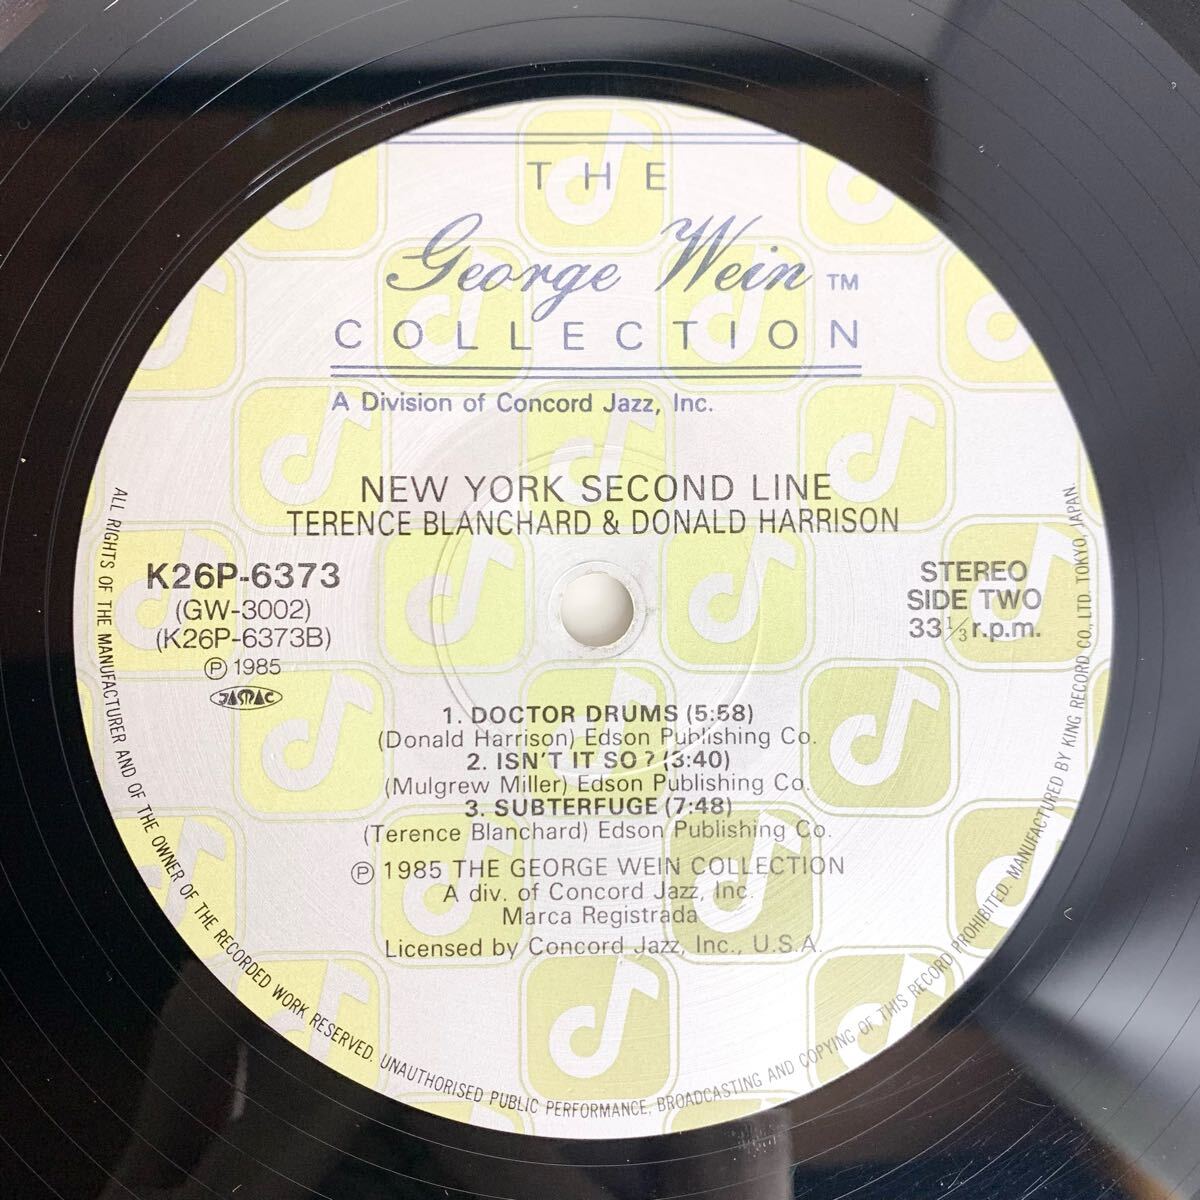 THE
George Wein TM
COLLECTION
A Division of Concord Jazz, Inc.
NEW YORK SECOND LINE
TERENCE BLANCHARD & DONALD HARRISON
K26P-6373
(GW-3002)
(K26P-6373B)
Ⓟ 1985
JASRAC
STEREO
SIDE TWO
33⅓ r.p.m.
1. DOCTOR DRUMS (5:58)
(Donald Harrison) Edson Publishing Co.
2. ISN'T IT SO? (3:40)
(Mulgrew Miller) Edson Publishing Co.
3. SUBTERFUGE (7:48)
(Terence Blanchard) Edson Publishing Co.
Ⓟ 1985 THE GEORGE WEIN COLLECTION
A div. of Concord Jazz, Inc.
Marca Registrada
Licensed by Concord Jazz, Inc., U.S.A.
ALL RIGHTS OF THE MANUFACTURER AND OF THE OWNER OF THE RECORDED WORK RESERVED. UNAUTHORISED PUBLIC PERFORMANCE, BROADCASTING AND COPYING OF THIS RECORD PROHIBITED. MANUFACTURED BY KING RECORD CO., LTD. TOKYO, JAPAN.